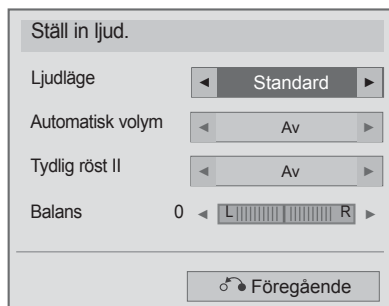 Ställ in ljud.
Ljudläge ◄ Standard ►
Automatisk volym ◄ Av ►
Tydlig röst II ◄ Av ►
Balans 0 ◄ L R ►
Föregående